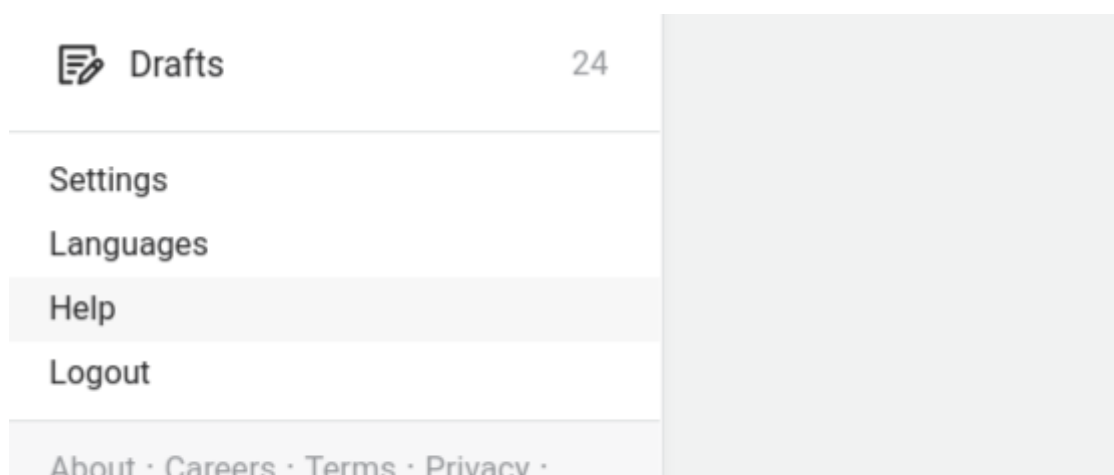 Drafts 24
Settings
Languages
Help
Logout
About · Careers · Terms · Privacy ·